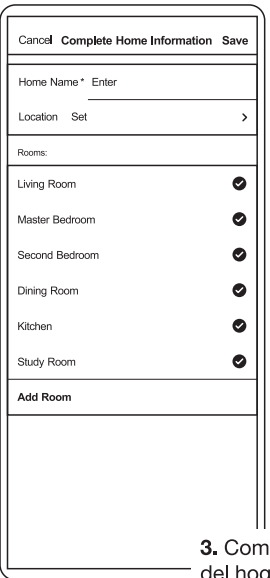 Cancel Complete Home Information Save
Home Name* Enter
Location Set >
Rooms:
Living Room
Master Bedroom
Second Bedroom
Dining Room
Kitchen
Study Room
Add Room
3. Com
del hog